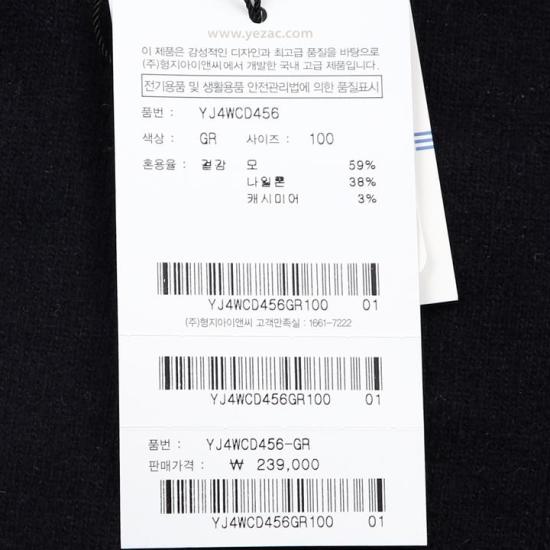 www.yezac.com
이 제품은 감성적인 디자인과 최고급 품질을 바탕으로
(주)형지아이앤씨에서 개발한 국내 고급 제품입니다.
전기용품 및 생활용품 안전관리법에 의한 품질표시
품번 : YJ4WCD456
색상 : GR 사이즈 : 100
혼용율 : 겉감 모 59%
나일론 38%
캐시미어 3%
YJ4WCD456GR100 01
(주)형지아이앤씨 고객만족실 : 1661-7222
YJ4WCD456GR100 01
품번 : YJ4WCD456-GR
판매가격 : ₩ 239,000
YJ4WCD456GR100 01